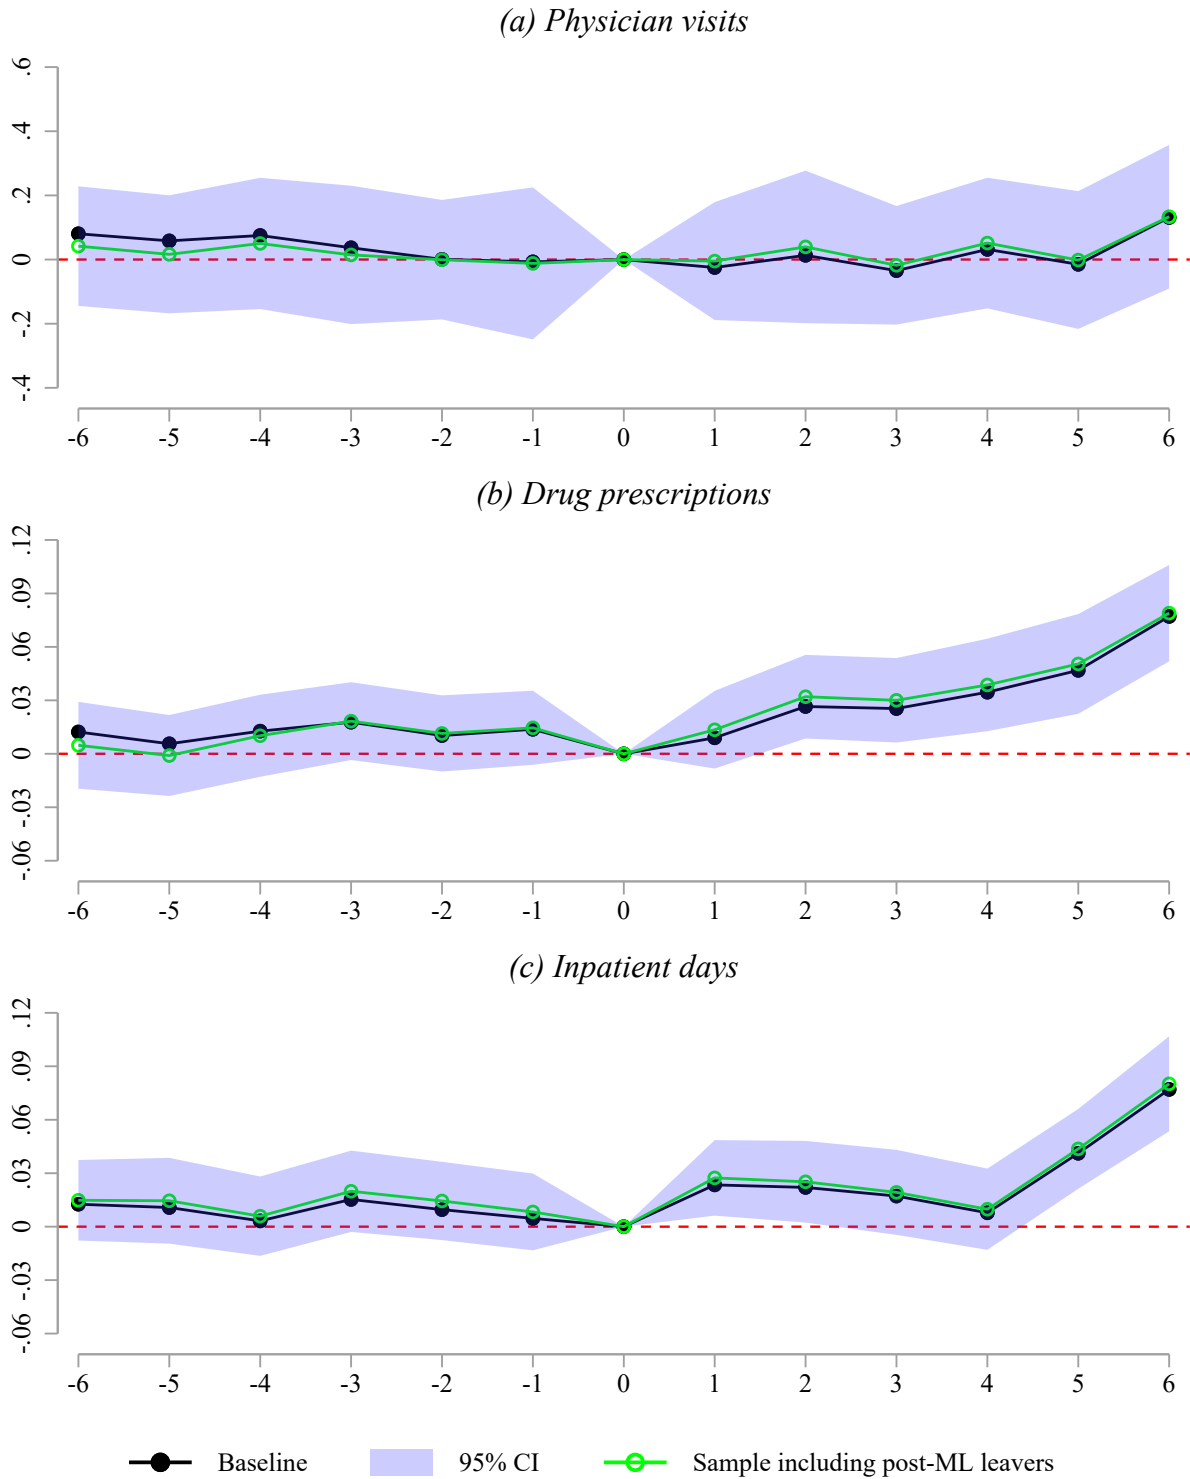 (a) Physician visits
.6
.4
.2
0
-.2
-.4
-6 -5 -4 -3 -2 -1 0 1 2 3 4 5 6
(b) Drug prescriptions
.12
.09
.06
.03
0
-.03
-.06
-6 -5 -4 -3 -2 -1 0 1 2 3 4 5 6
(c) Inpatient days
.12
.09
.06
.03
0
-.03
-.06
-6 -5 -4 -3 -2 -1 0 1 2 3 4 5 6
Baseline 95% CI Sample including post-ML leavers